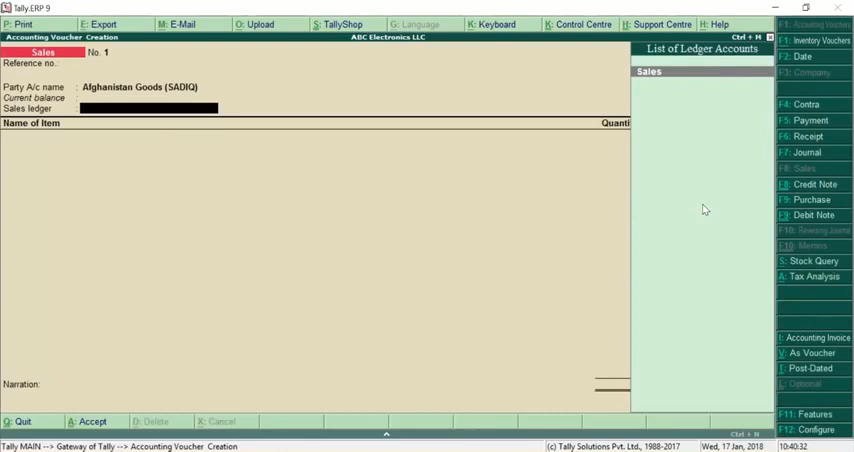 Tally.ERP 9
P: Print E: Export M: E-Mail O: Upload S: TallyShop G: Language K: Keyboard K: Control Centre H: Support Centre H: Help
Accounting Voucher Creation ABC Electronics LLC Ctrl + M
Sales No. 1
Reference no.:
Party A/c name : Afghanistan Goods (SADIQ)
Current balance :
Sales ledger :
Name of Item Quanti
List of Ledger Accounts
Sales
Narration:
F1: Accounting Vouchers
F1: Inventory Vouchers
F2: Date
F3: Company
F4: Contra
F5: Payment
F6: Receipt
F7: Journal
F8: Sales
F8: Credit Note
F9: Purchase
F9: Debit Note
F10: Reversing Journal
F10: Memos
S: Stock Query
A: Tax Analysis
I: Accounting Invoice
V: As Voucher
T: Post-Dated
L: Optional
F11: Features
F12: Configure
Q: Quit A: Accept D: Delete X: Cancel
Ctrl + N
Tally MAIN --> Gateway of Tally --> Accounting Voucher Creation (c) Tally Solutions Pvt. Ltd., 1988-2017 Wed, 17 Jan, 2018 10:40:32